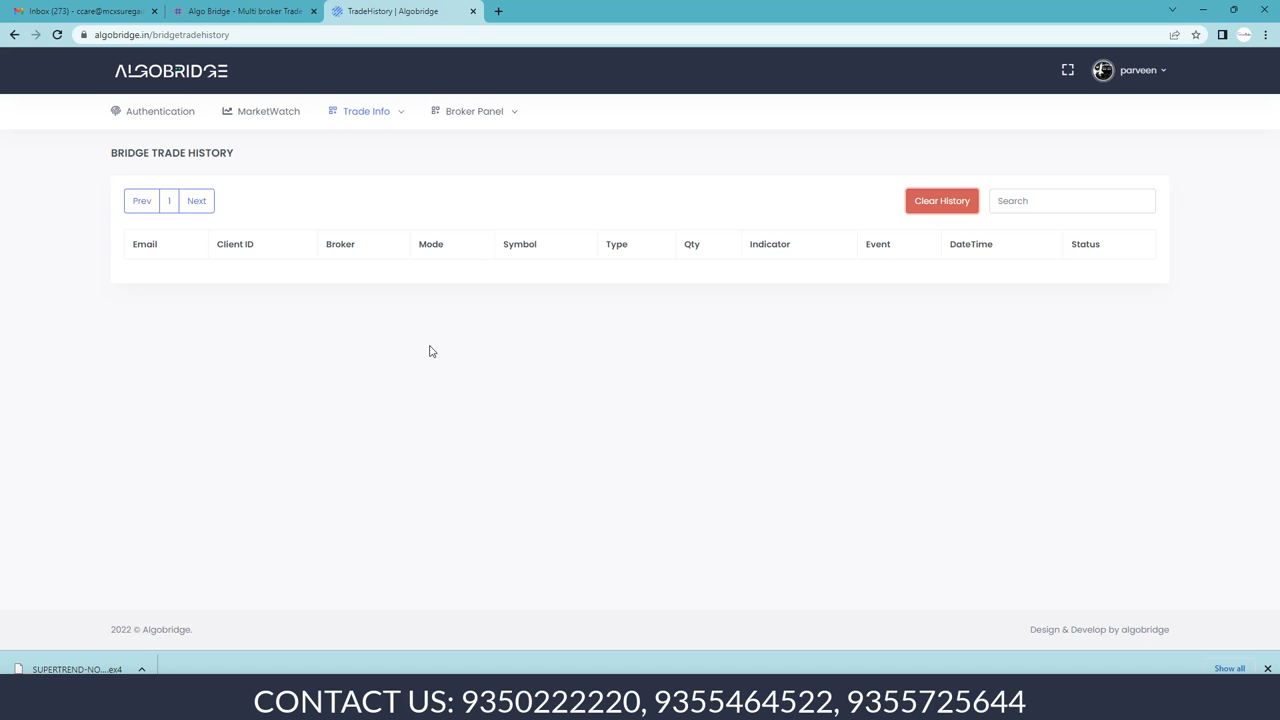 Inbox (273) - ccare@mcxsurega
Algo Bridge - Multi broker Trade
TradeHistory | Algobridge
algobridge.in/bridgetradehistory
ALGOBRIDGE
parveen
Authentication
MarketWatch
Trade Info
Broker Panel
BRIDGE TRADE HISTORY
Prev 1 Next
Clear History
Search
Email Client ID Broker Mode Symbol Type Qty Indicator Event DateTime Status
2022 © Algobridge.
Design & Develop by algobridge
SUPERTREND-NO....ex4
Show all
CONTACT US: 9350222220, 9355464522, 9355725644